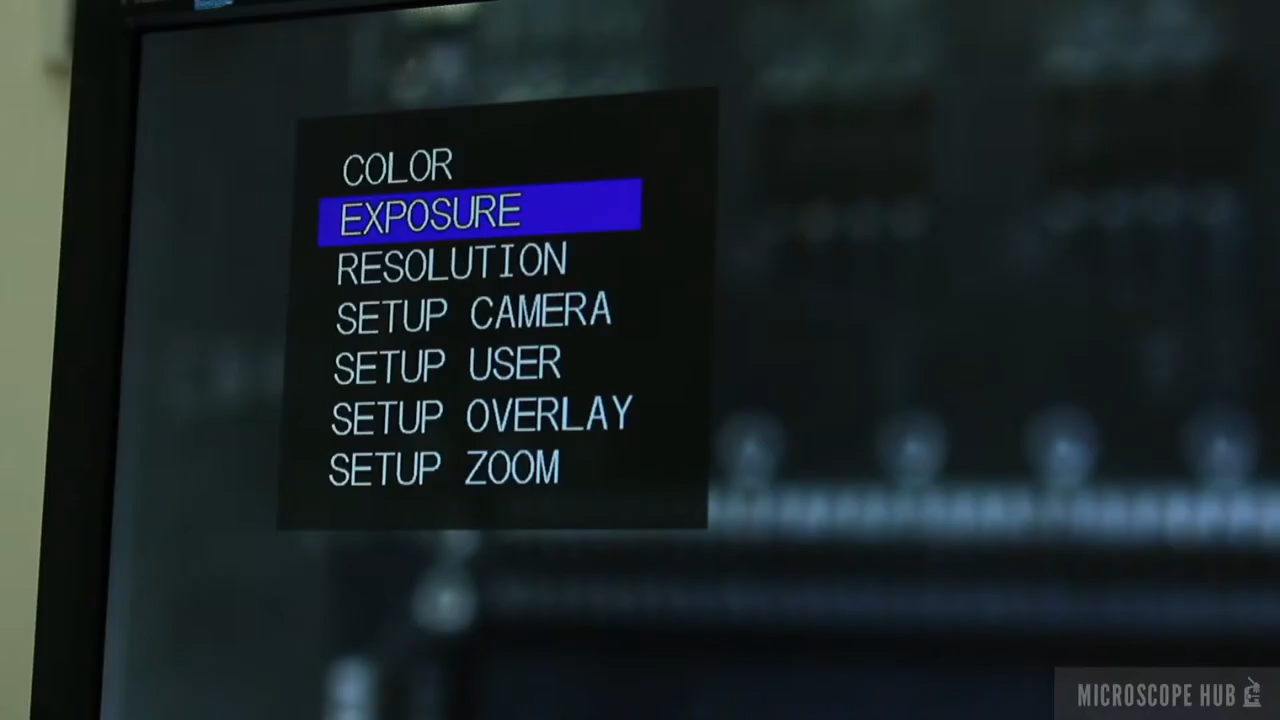 COLOR
EXPOSURE
RESOLUTION
SETUP CAMERA
SETUP USER
SETUP OVERLAY
SETUP ZOOM
MICROSCOPE HUB